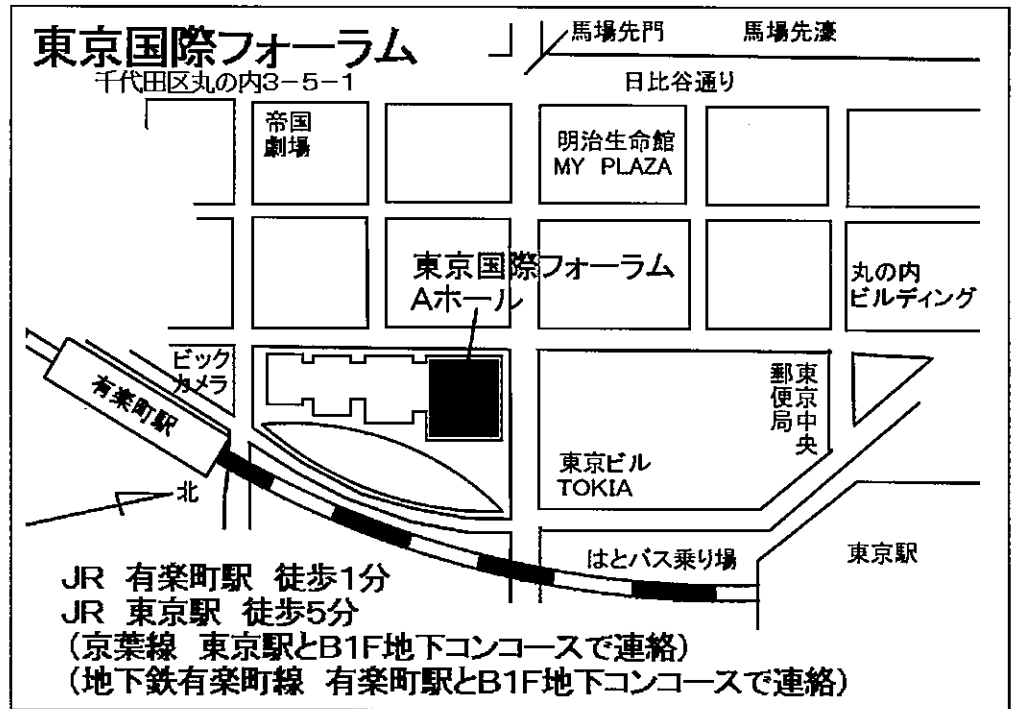 東京国際フォーラム
千代田区丸の内3-5-1
馬場先門
馬場先濠
日比谷通り
帝国
劇場
明治生命館
MY PLAZA
東京国際フォーラム
Aホール
丸の内
ビルディング
ビック
カメラ
有楽町駅
東京中央
郵便局
東京ビル
TOKIA
北
はとバス乗り場
東京駅
JR 有楽町駅 徒歩1分
JR 東京駅 徒歩5分
(京葉線 東京駅とB1F地下コンコースで連絡)
(地下鉄有楽町線 有楽町駅とB1F地下コンコースで連絡)